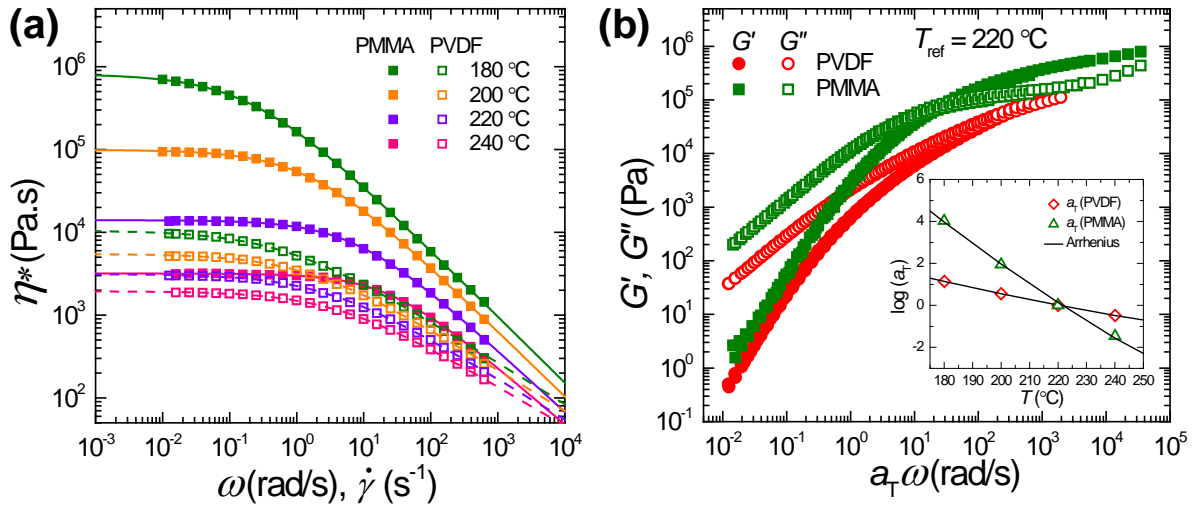 (a)
10⁶
10⁵
10⁴
10³
10²
η*(Pa.s)
PMMA PVDF
180 °C
200 °C
220 °C
240 °C
10⁻³ 10⁻² 10⁻¹ 10⁰ 10¹ 10² 10³ 10⁴
ω(rad/s), γ̇ (s⁻¹)
(b)
10⁶
10⁵
10⁴
10³
10²
10¹
10⁰
10⁻¹
G', G'' (Pa)
G' G''
PVDF
PMMA
T_ref = 220 °C
6
4
2
0
-2
log (a_T)
a_T (PVDF)
a_T (PMMA)
Arrhenius
180 190 200 210 220 230 240 250
T (°C)
10⁻² 10⁻¹ 10⁰ 10¹ 10² 10³ 10⁴ 10⁵
a_Tω(rad/s)